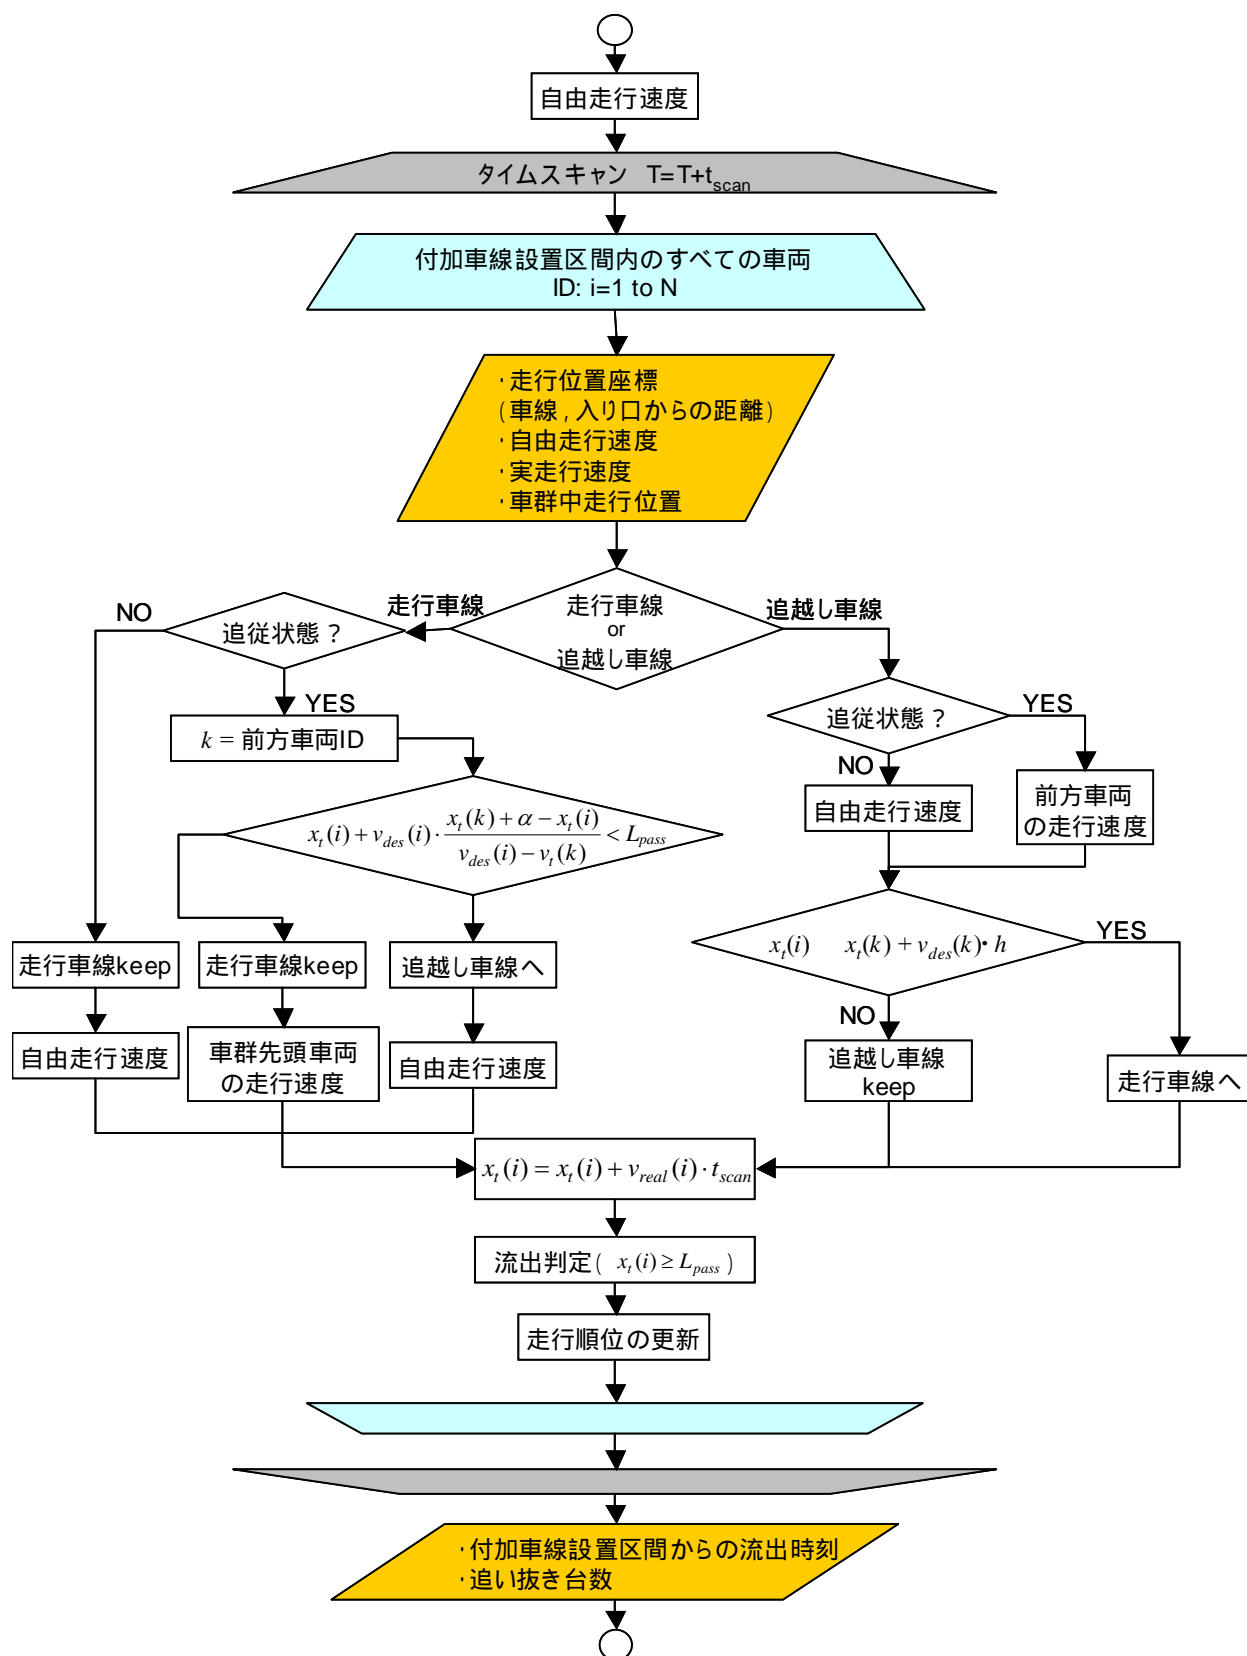 自由走行速度
タイムスキャン T=T+t_scan
付加車線設置区間内のすべての車両
ID: i=1 to N
・走行位置座標
(車線,入り口からの距離)
・自由走行速度
・実走行速度
・車群中走行位置
走行車線
or
追越し車線
走行車線
追越し車線
追従状態?
NO
YES
k = 前方車両ID
x_t(i) + v_des(i)・(x_t(k) + α − x_t(i)) / (v_des(i) − v_t(k)) < L_pass
走行車線keep
自由走行速度
走行車線keep
車群先頭車両
の走行速度
追越し車線へ
自由走行速度
追従状態?
YES
NO
自由走行速度
前方車両
の走行速度
x_t(i) x_t(k) + v_des(k)・h
YES
NO
追越し車線
keep
走行車線へ
x_t(i) = x_t(i) + v_real(i)・t_scan
流出判定( x_t(i) ≥ L_pass )
走行順位の更新
・付加車線設置区間からの流出時刻
・追い抜き台数